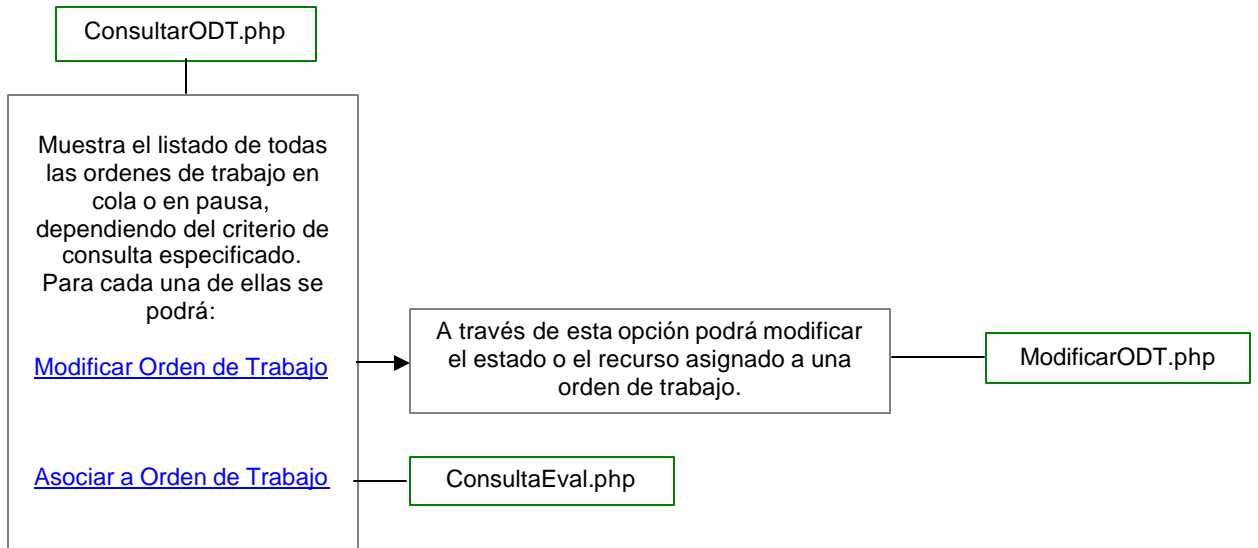 ConsultarODT.php
Muestra el listado de todas
las ordenes de trabajo en
cola o en pausa,
dependiendo del criterio de
consulta especificado.
Para cada una de ellas se
podrá:
Modificar Orden de Trabajo
A través de esta opción podrá modificar
el estado o el recurso asignado a una
orden de trabajo.
ModificarODT.php
Asociar a Orden de Trabajo
ConsultaEval.php